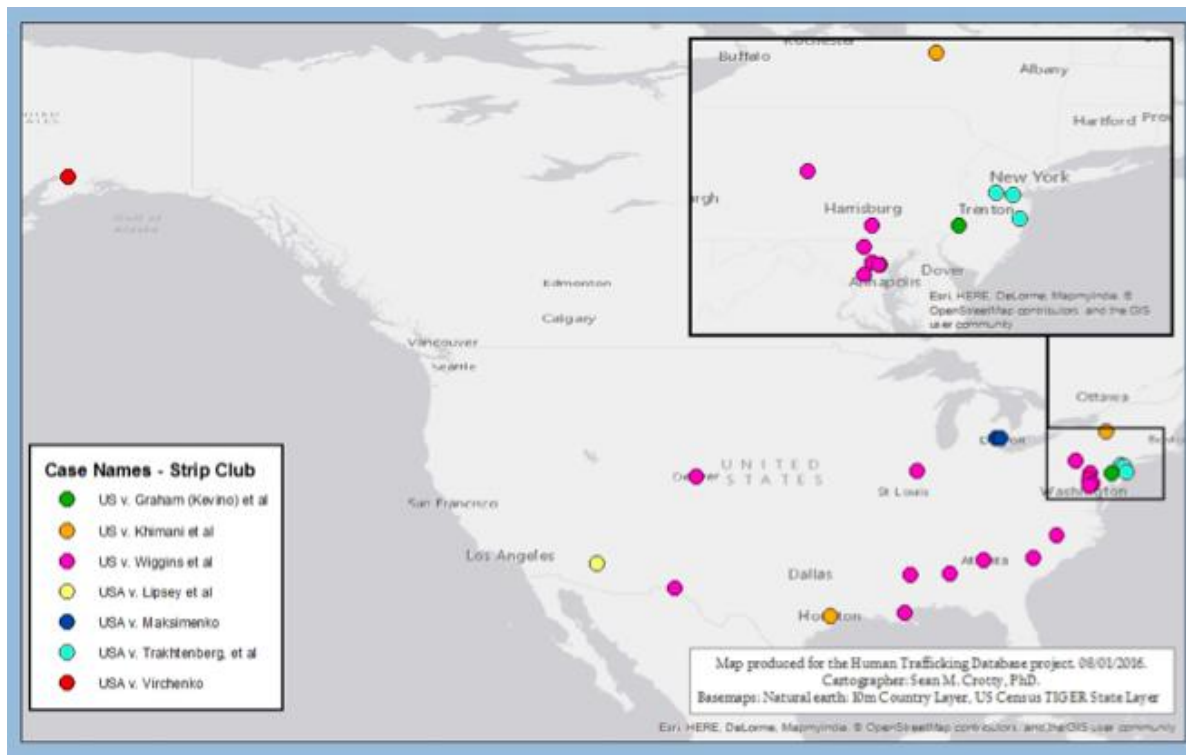 Buffalo
Albany
Hartford
New York
Harrisburg
Trenton
Annapolis
Dover
Esri, HERE, DeLorme, MapmyIndia, ©
OpenStreetMap contributors, and the GIS
user community
Edmonton
Calgary
Vancouver
Seattle
Ottawa
UNITED
STATES
St Louis
Washington
San Francisco
Los Angeles
Dallas
Case Names - Strip Club
US v. Graham (Kevino) et al
US v. Khimani et al
US v. Wiggins et al
USA v. Lipsey et al
USA v. Maksimenko
USA v. Trakhtenberg, et al
USA v. Virchenko
Map produced for the Human Trafficking Database project. 08/01/2016.
Cartographer: Sean M. Crotty, PhD.
Basemaps: Natural earth: 10m Country Layer, US Census TIGER State Layer
Esri, HERE, DeLorme, MapmyIndia, © OpenStreetMap contributors, and the GIS user community